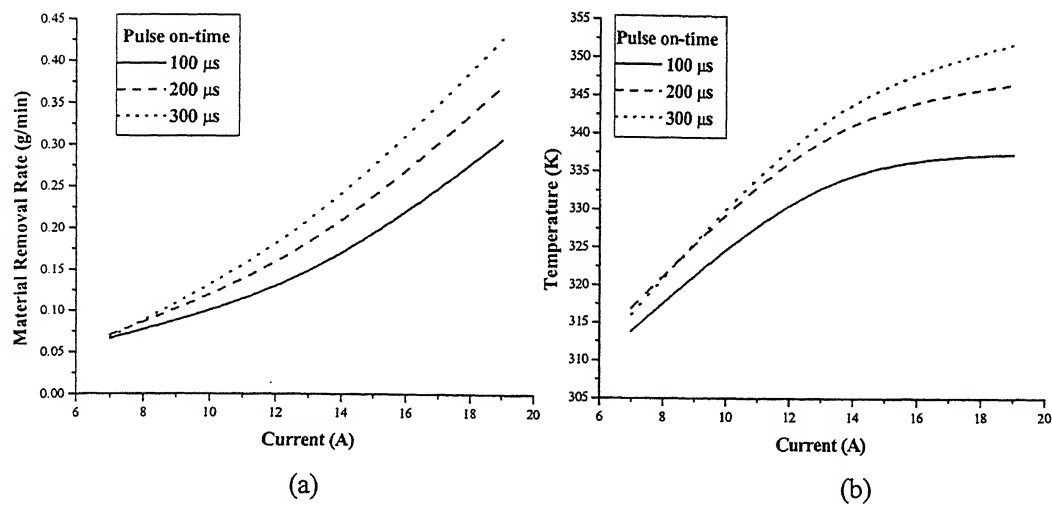 0.45
0.40
0.35
0.30
0.25
0.20
0.15
0.10
0.05
0.00
Material Removal Rate (g/min)
Pulse on-time
100 μs
200 μs
300 μs
6 8 10 12 14 16 18 20
Current (A)
(a)
355
350
345
340
335
330
325
320
315
310
305
Temperature (K)
Pulse on-time
100 μs
200 μs
300 μs
6 8 10 12 14 16 18 20
Current (A)
(b)